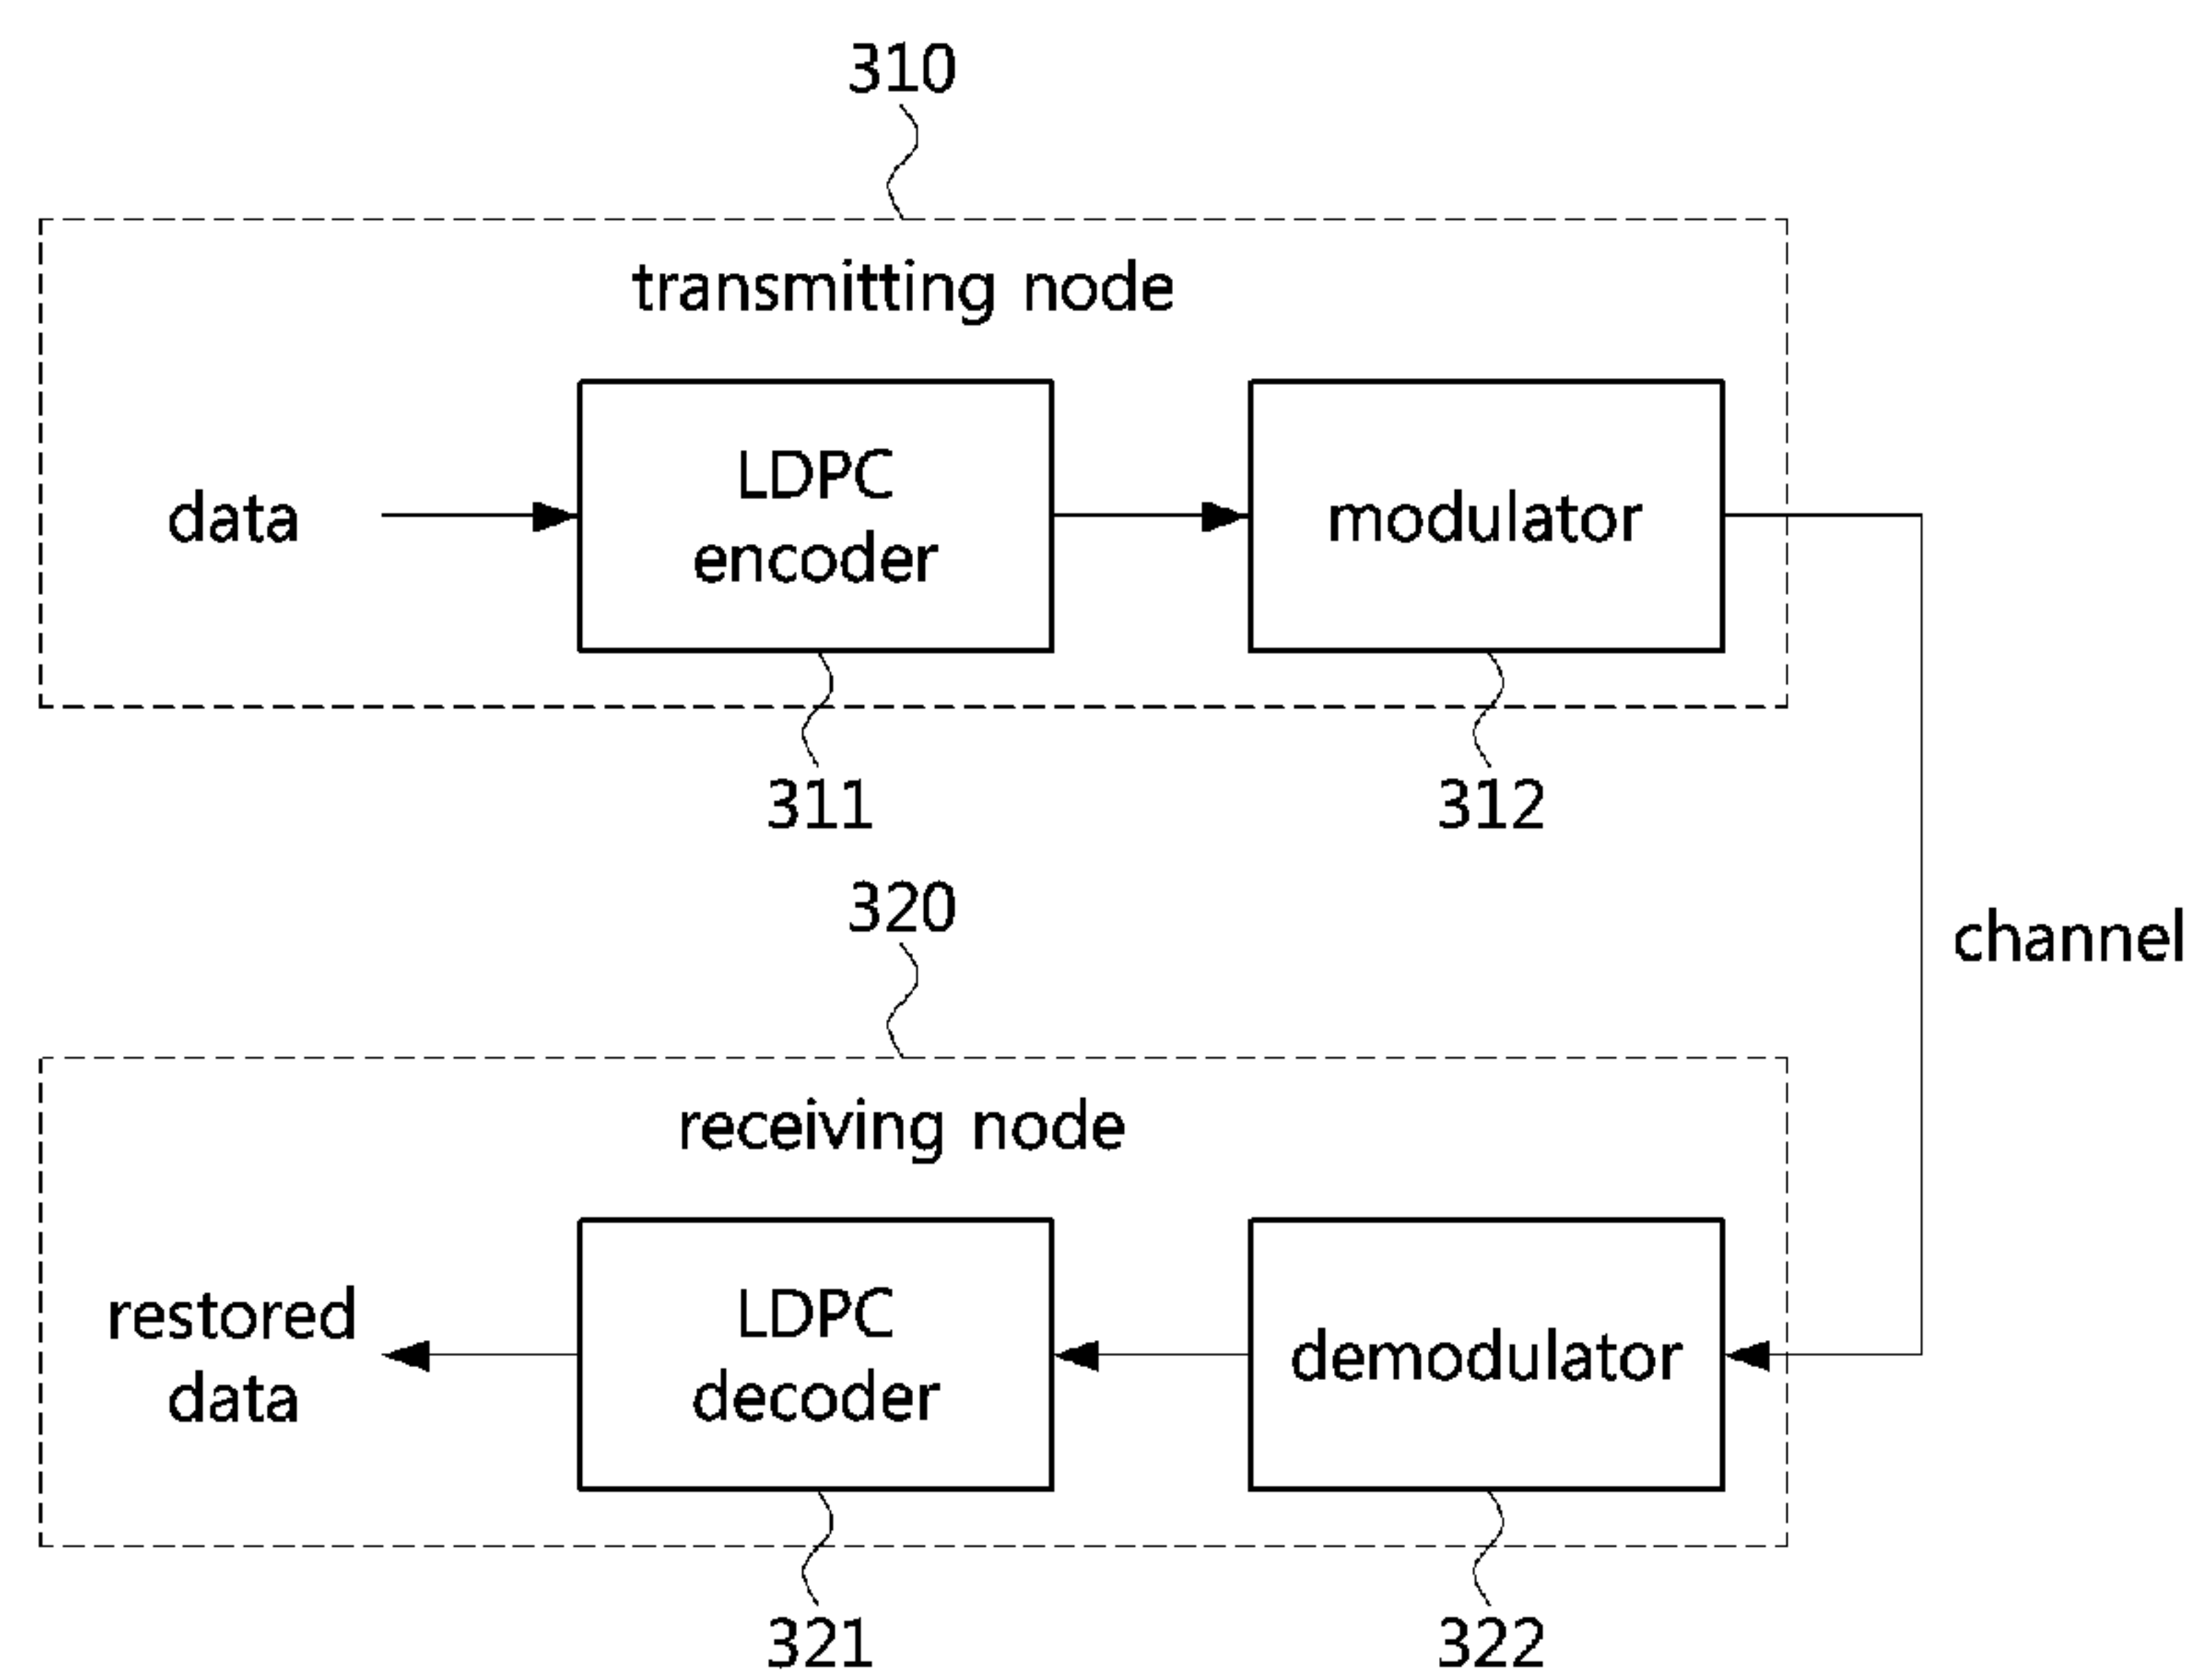 310
transmitting node
data
LDPC
encoder
modulator
311
312
320
channel
receiving node
restored
data
LDPC
decoder
demodulator
321
322